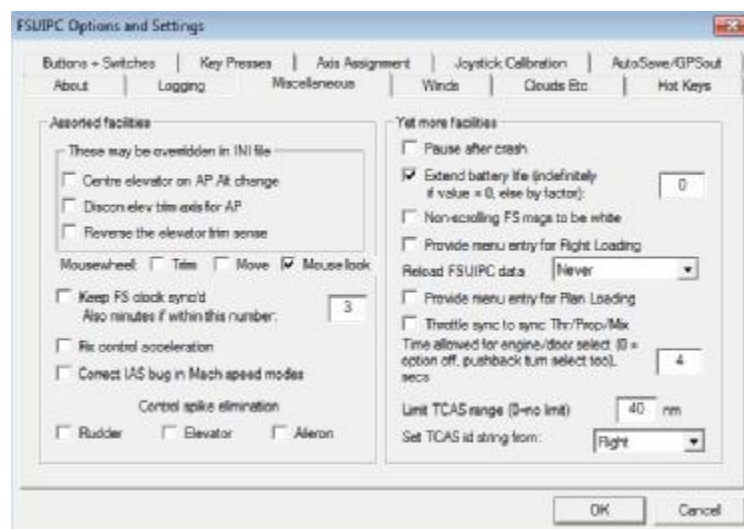 FSUIPC Options and Settings
Buttons + Switches | Key Presses | Axis Assignment | Joystick Calibration | AutoSave/GPSout
About | Logging | Miscellaneous | Winds | Clouds Etc. | Hot Keys
Assorted facilities
These may be overridden in INI file
Centre elevator on AP Alt change
Discon elev trim axis for AP
Reverse the elevator trim sense
Mousewheel: Trim Move Mouse look
Keep FS clock sync'd
Also minutes if within this number: 3
Fix control acceleration
Correct IAS bug in Mach speed modes
Control spike elimination
Rudder Elevator Aileron
Yet more facilities
Pause after crash
Extend battery life (indefinitely
if value = 0, else by factor): 0
Non-scrolling FS msgs to be white
Provide menu entry for Flight Loading
Reload FSUIPC data Never
Provide menu entry for Plan Loading
Throttle sync to sync Thr/Prop/Mix
Time allowed for engine/door select (0 =
option off, pushback turn select too),
secs 4
Limit TCAS range (0=no limit) 40 nm
Set TCAS id string from: Flight
OK Cancel